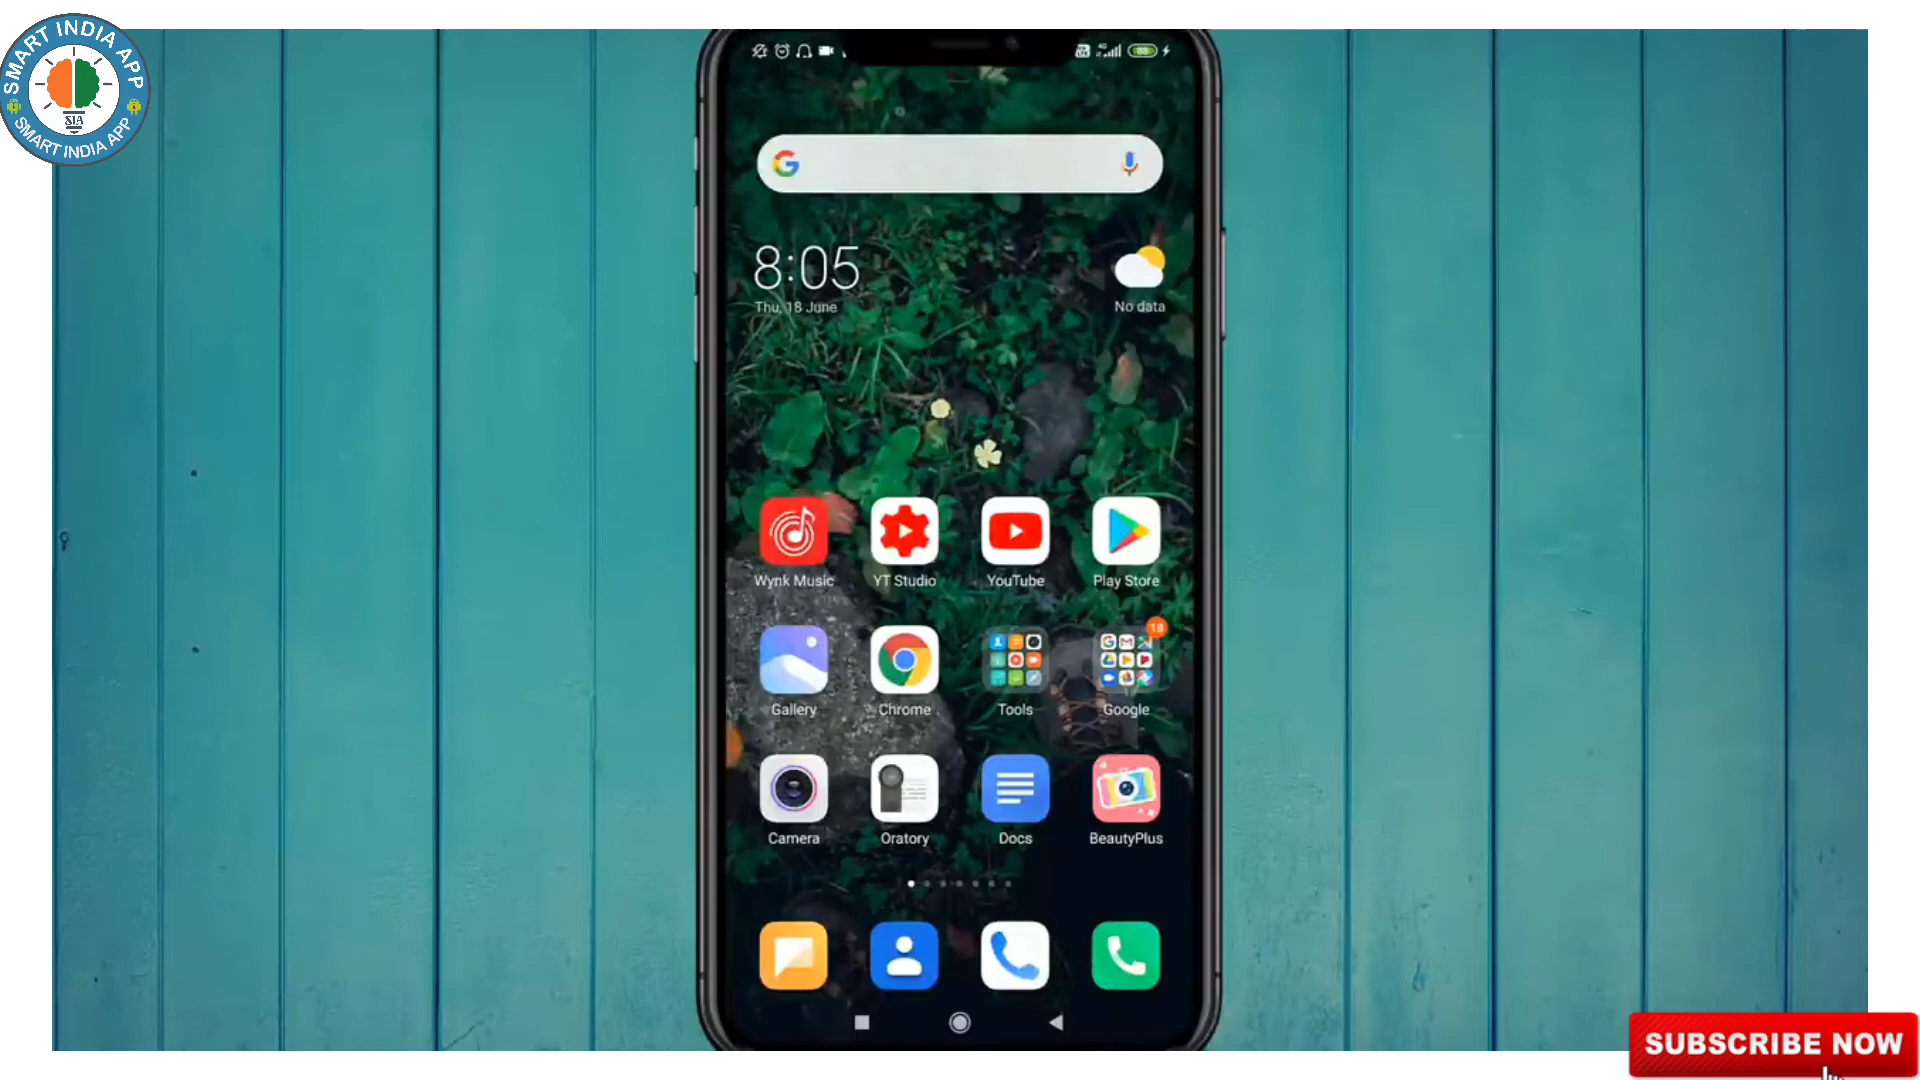 SMART INDIA APP
SIA
SMART INDIA APP
8:05
Thu, 18 June
No data
Wynk Music
YT Studio
YouTube
Play Store
18
Gallery
Chrome
Tools
Google
Camera
Oratory
Docs
BeautyPlus
SUBSCRIBE NOW